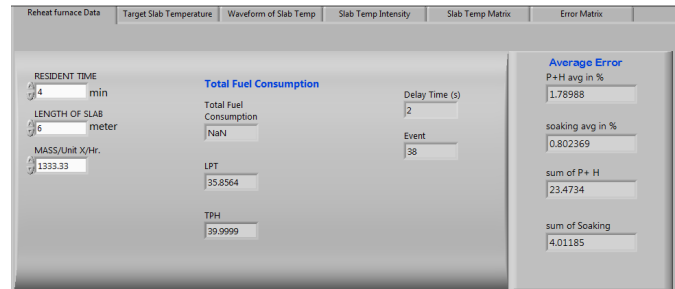 Reheat furnace Data
Target Slab Temperature
Waveform of Slab Temp
Slab Temp Intensity
Slab Temp Matrix
Error Matrix
RESIDENT TIME
4 min
LENGTH OF SLAB
6 meter
MASS/Unit X/Hr.
1333.33
Total Fuel Consumption
Total Fuel
Consumption
NaN
LPT
35.8564
TPH
39.9999
Delay Time (s)
2
Event
38
Average Error
P+H avg in %
1.78988
soaking avg in %
0.802369
sum of P+ H
23.4734
sum of Soaking
4.01185